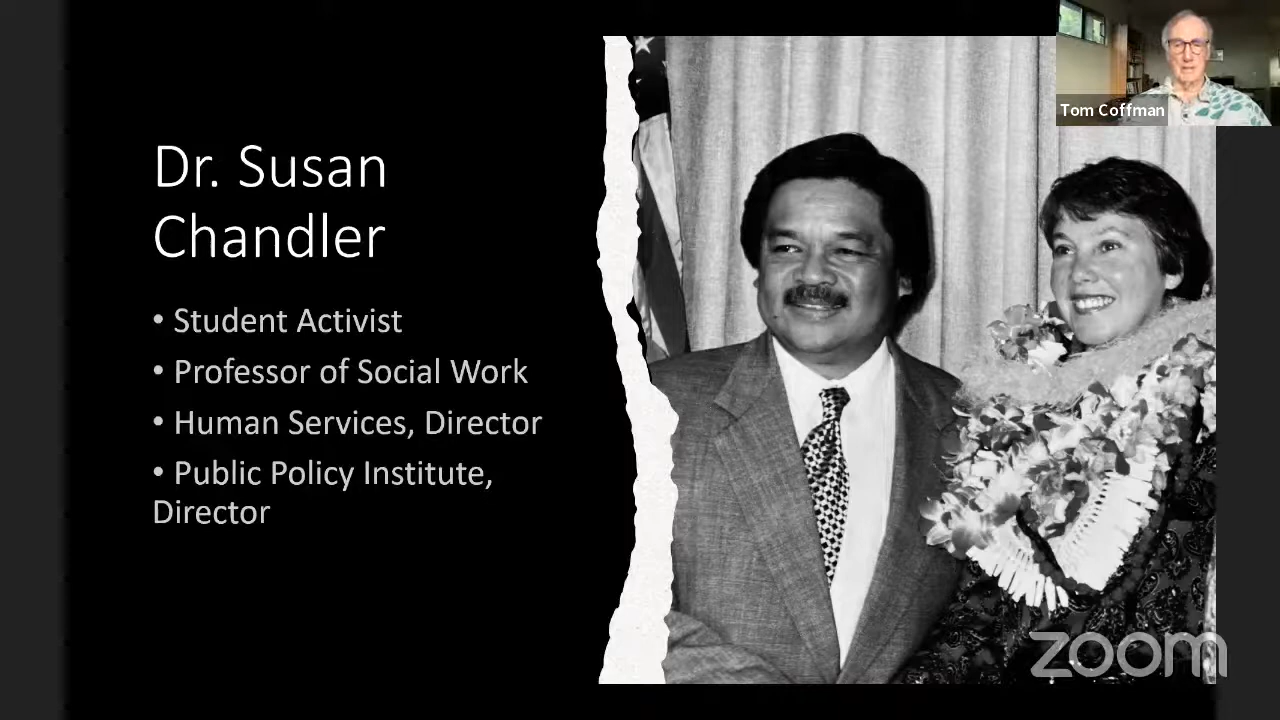 Tom Coffman
Dr. Susan
Chandler
• Student Activist
• Professor of Social Work
• Human Services, Director
• Public Policy Institute,
Director
zoom